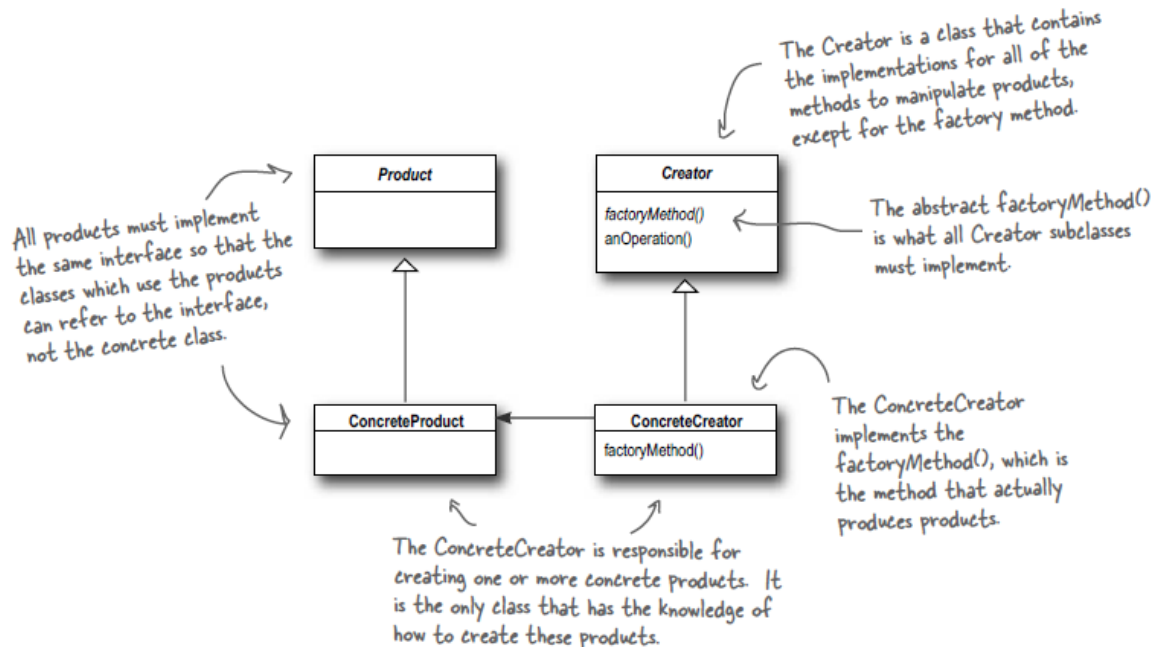 The Creator is a class that contains
the implementations for all of the
methods to manipulate products,
except for the factory method.
Product
Creator
factoryMethod()
anOperation()
All products must implement
the same interface so that the
classes which use the products
can refer to the interface,
not the concrete class.
The abstract factoryMethod()
is what all Creator subclasses
must implement.
ConcreteProduct
ConcreteCreator
factoryMethod()
The ConcreteCreator
implements the
factoryMethod(), which is
the method that actually
produces products.
The ConcreteCreator is responsible for
creating one or more concrete products. It
is the only class that has the knowledge of
how to create these products.